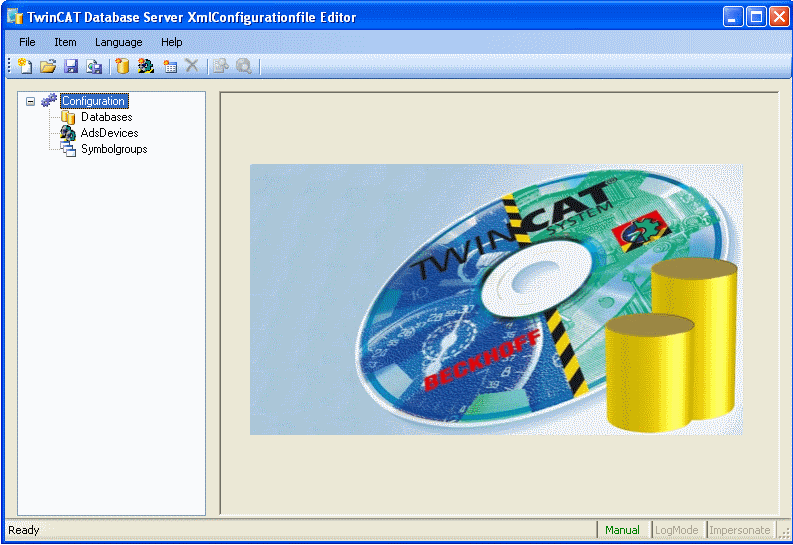 TwinCAT Database Server XmlConfigurationfile Editor
File Item Language Help
Configuration
Databases
AdsDevices
Symbolgroups
TWINCAT
SYSTEM
BECKHOFF
Ready Manual LogMode Impersonate